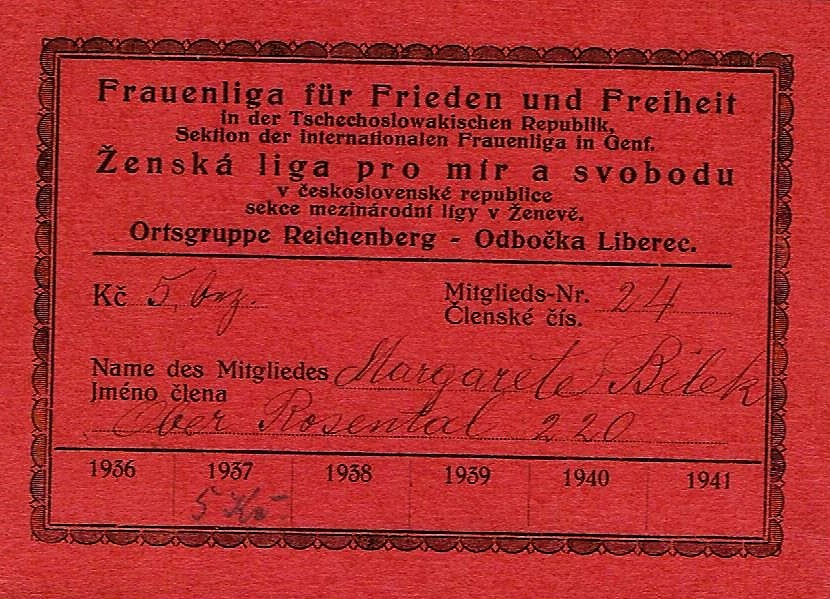 Frauenliga für Frieden und Freiheit
in der Tschechoslowakischen Republik,
Sektion der internationalen Frauenliga in Genf.
Ženská liga pro mír a svobodu
v československé republice
sekce mezinárodní ligy v Ženevě.
Ortsgruppe Reichenberg - Odbočka Liberec.
Kč 5,
Mitglieds-Nr. 24
Členské čís.
Name des Mitgliedes Margarete Bilek
Jméno člena
Ober Rosental 220
1936 1937 1938 1939 1940 1941
5 Kč